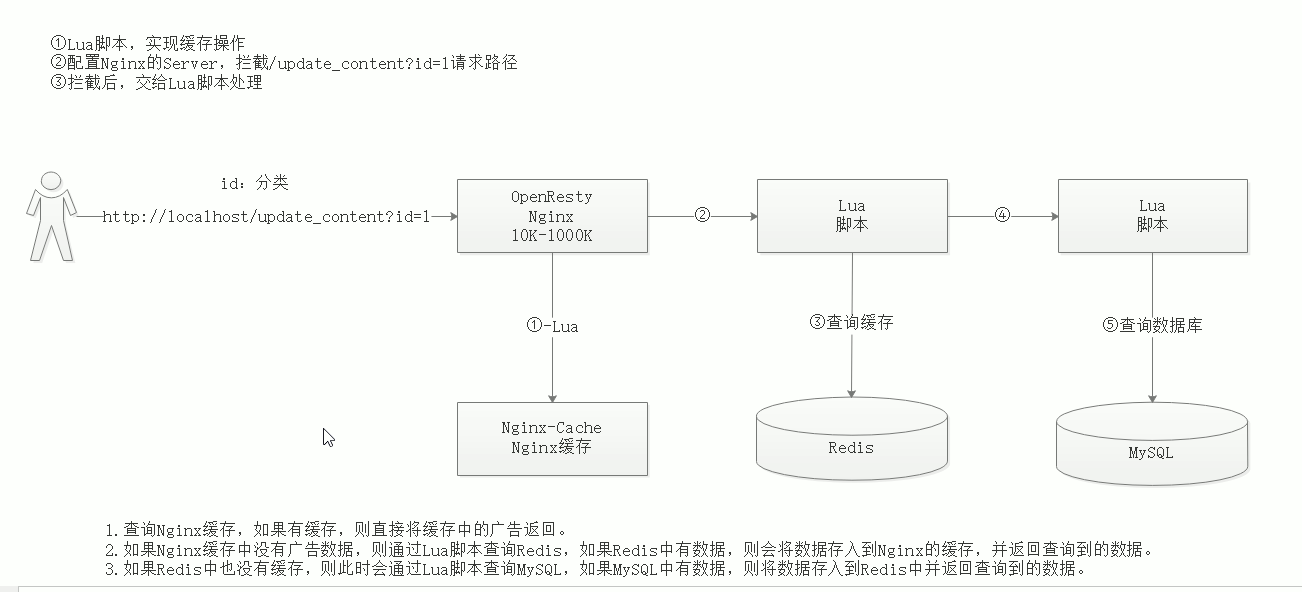 ①Lua脚本，实现缓存操作
②配置Nginx的Server，拦截/update_content?id=1请求路径
③拦截后，交给Lua脚本处理
id：分类
http://localhost/update_content?id=1
OpenResty
Nginx
10K-1000K
②
Lua
脚本
④
Lua
脚本
①-Lua
③查询缓存
⑤查询数据库
Nginx-Cache
Nginx缓存
Redis
MySQL
1. 查询Nginx缓存，如果有缓存，则直接将缓存中的广告返回。
2. 如果Nginx缓存中没有广告数据，则通过Lua脚本查询Redis，如果Redis中有数据，则会将数据存入到Nginx的缓存，并返回查询到的数据。
3. 如果Redis中也没有缓存，则此时会通过Lua脚本查询MySQL，如果MySQL中有数据，则将数据存入到Redis中并返回查询到的数据。